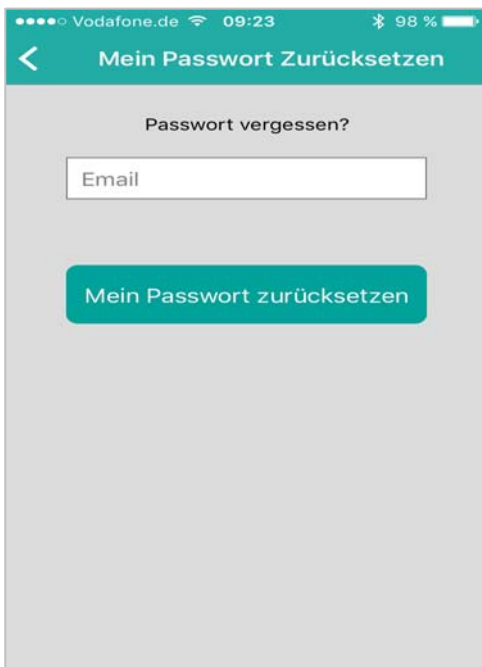 Vodafone.de 09:23 98 %
Mein Passwort Zurücksetzen
Passwort vergessen?
Email
Mein Passwort zurücksetzen